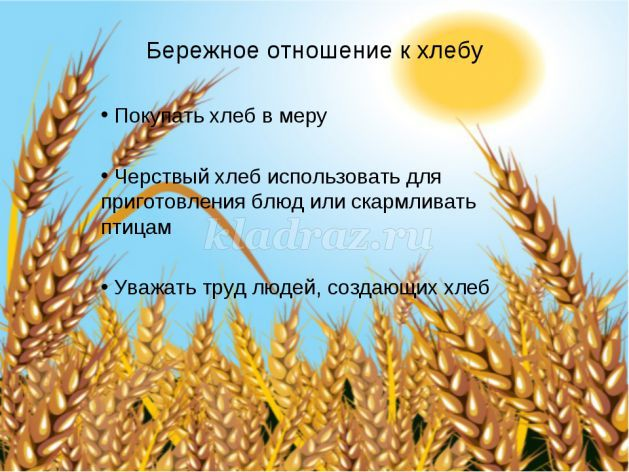 Бережное отношение к хлебу
• Покупать хлеб в меру
• Черствый хлеб использовать для
приготовления блюд или скармливать
птицам
kladraz.ru
• Уважать труд людей, создающих хлеб